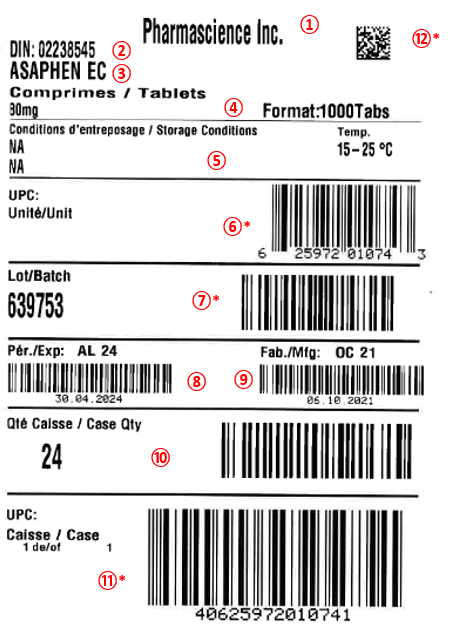 Pharmascience Inc. ①
⑫*
DIN: 02238545 ②
ASAPHEN EC ③
Comprimes / Tablets
80mg ④ Format:1000Tabs
Conditions d'entreposage / Storage Conditions Temp.
NA 15-25 °C
NA ⑤
UPC:
Unité/Unit
⑥*
6 25972 01074 3
Lot/Batch
639753 ⑦*
Pér./Exp: AL 24 Fab./Mfg: OC 21
⑧ ⑨
30.04.2024 06.10.2021
Qté Caisse / Case Qty
24 ⑩
UPC:
Caisse / Case
1 de/of 1
⑪*
40625972010741